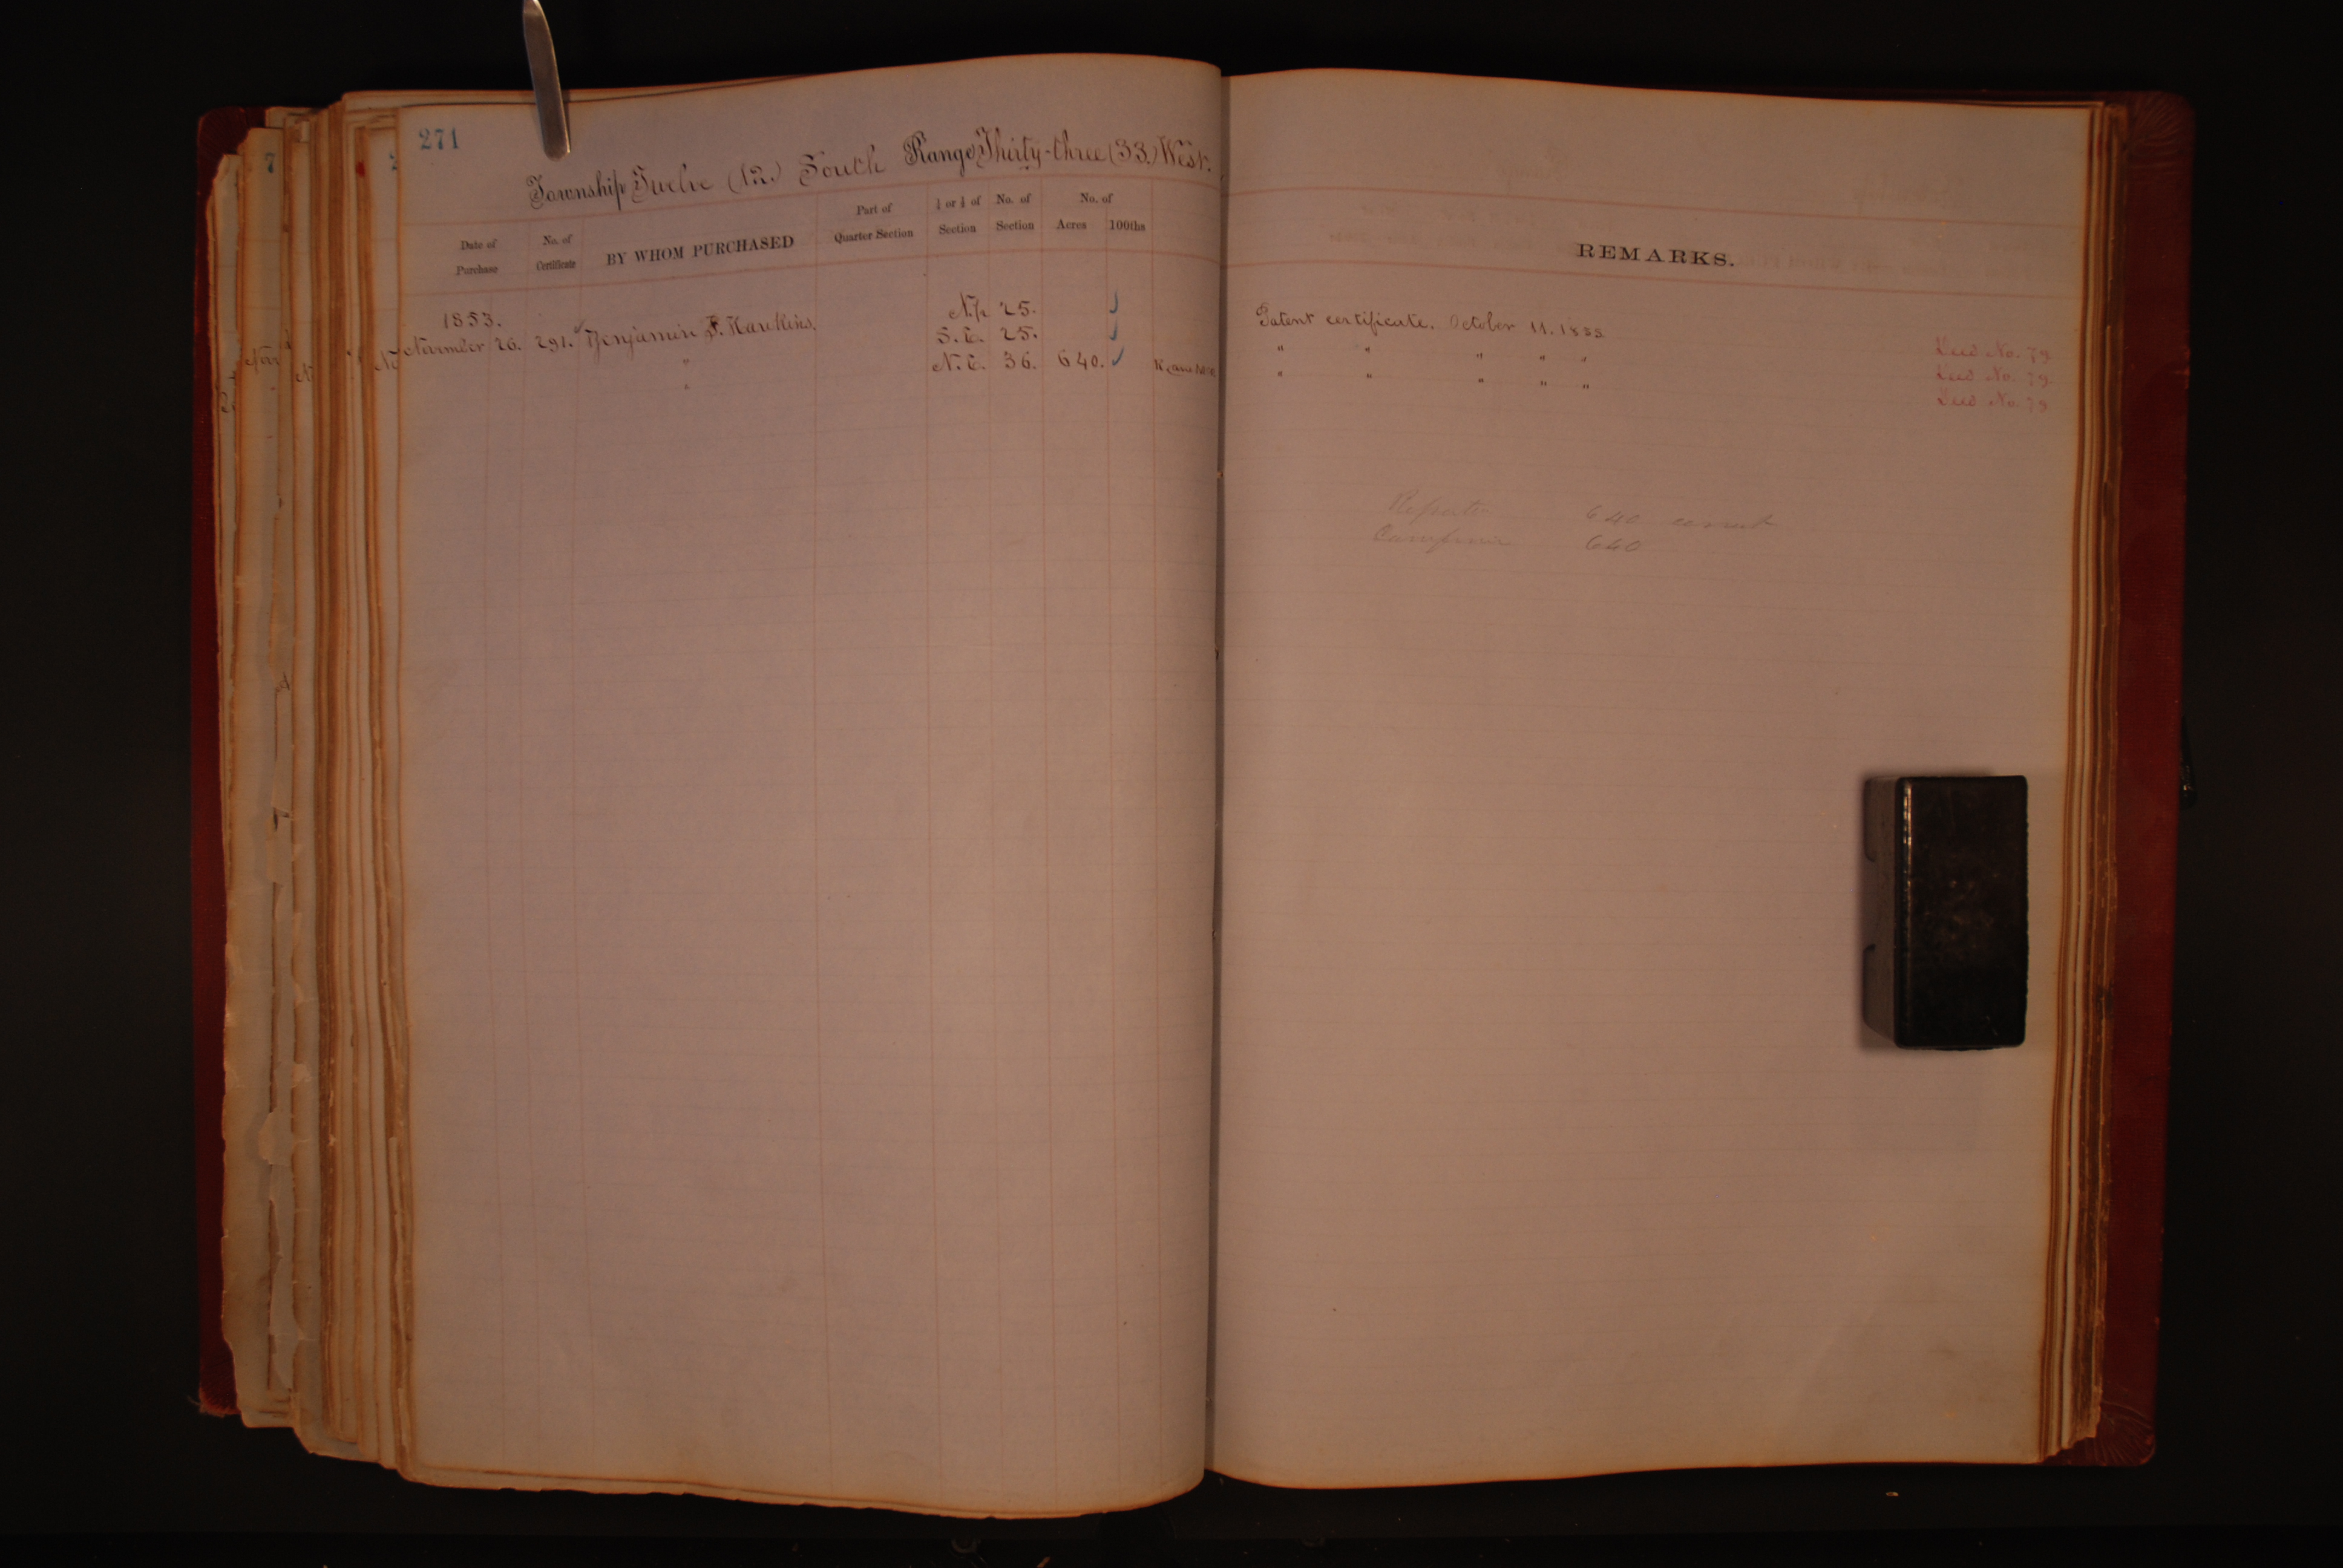 271
Township Twelve (12.) South Range Thirty-three (33.) West.
Date of Purchase No. of Certificate BY WHOM PURCHASED Part of Quarter Section ½ or ¼ of Section No. of Section No. of Acres 100ths
REMARKS.
1853.
November 26. 291. Benjamin F. Hawkins. N.½ 25. Patent certificate. October 11. 1855 Deed No. 79
" S.E. 25. " " " " " Deed No. 79
" N.E. 36. 640. " " " " " Deed No. 79
640 correct
640